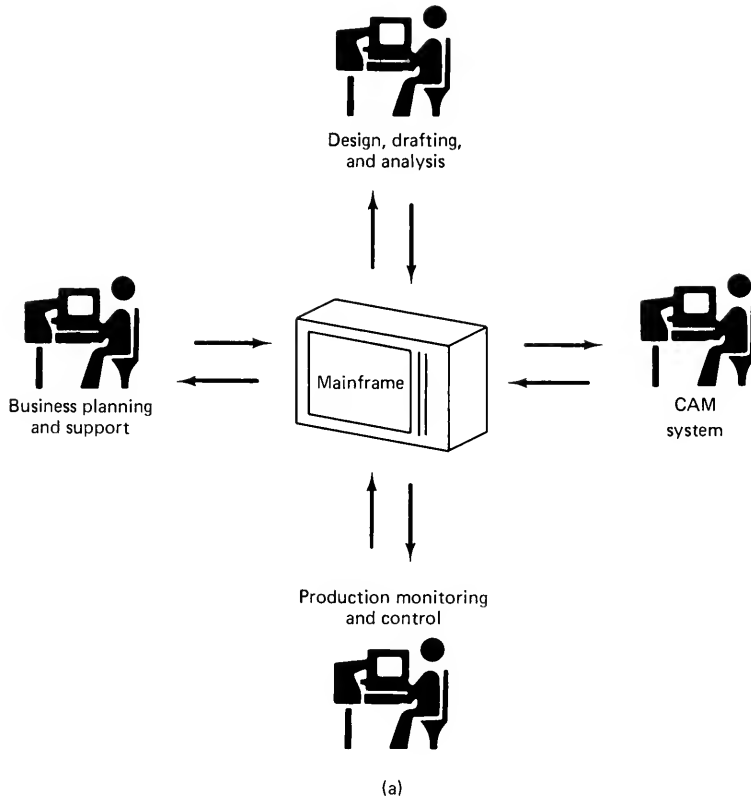 Design, drafting,
and analysis
Business planning
and support
Mainframe
CAM
system
Production monitoring
and control
(a)